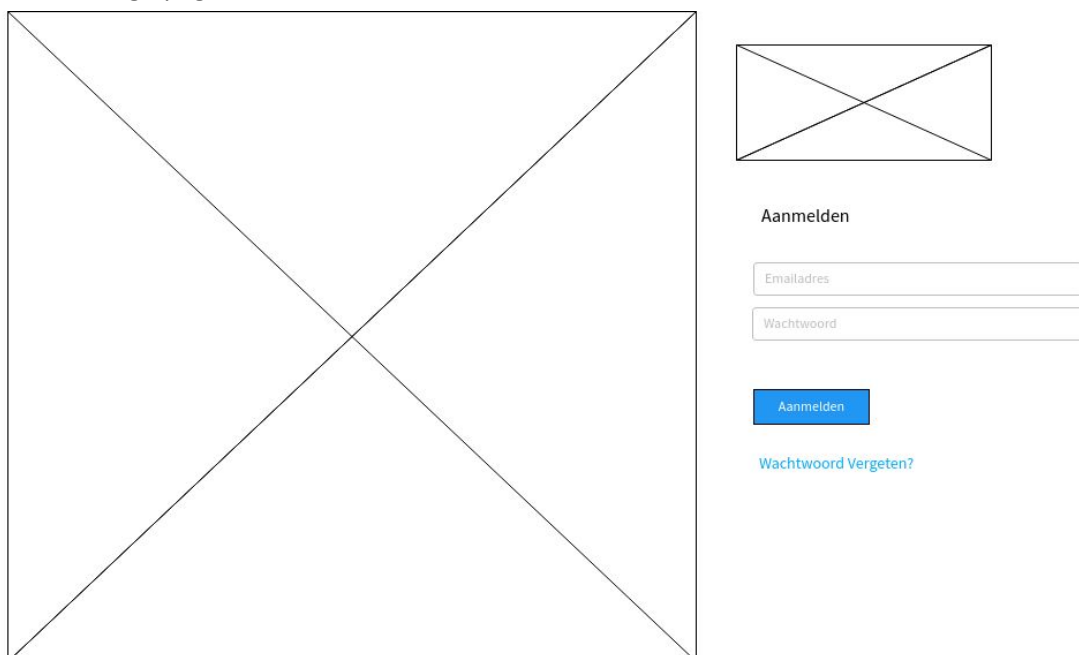 Aanmelden
Emailadres
Wachtwoord
Aanmelden
Wachtwoord Vergeten?